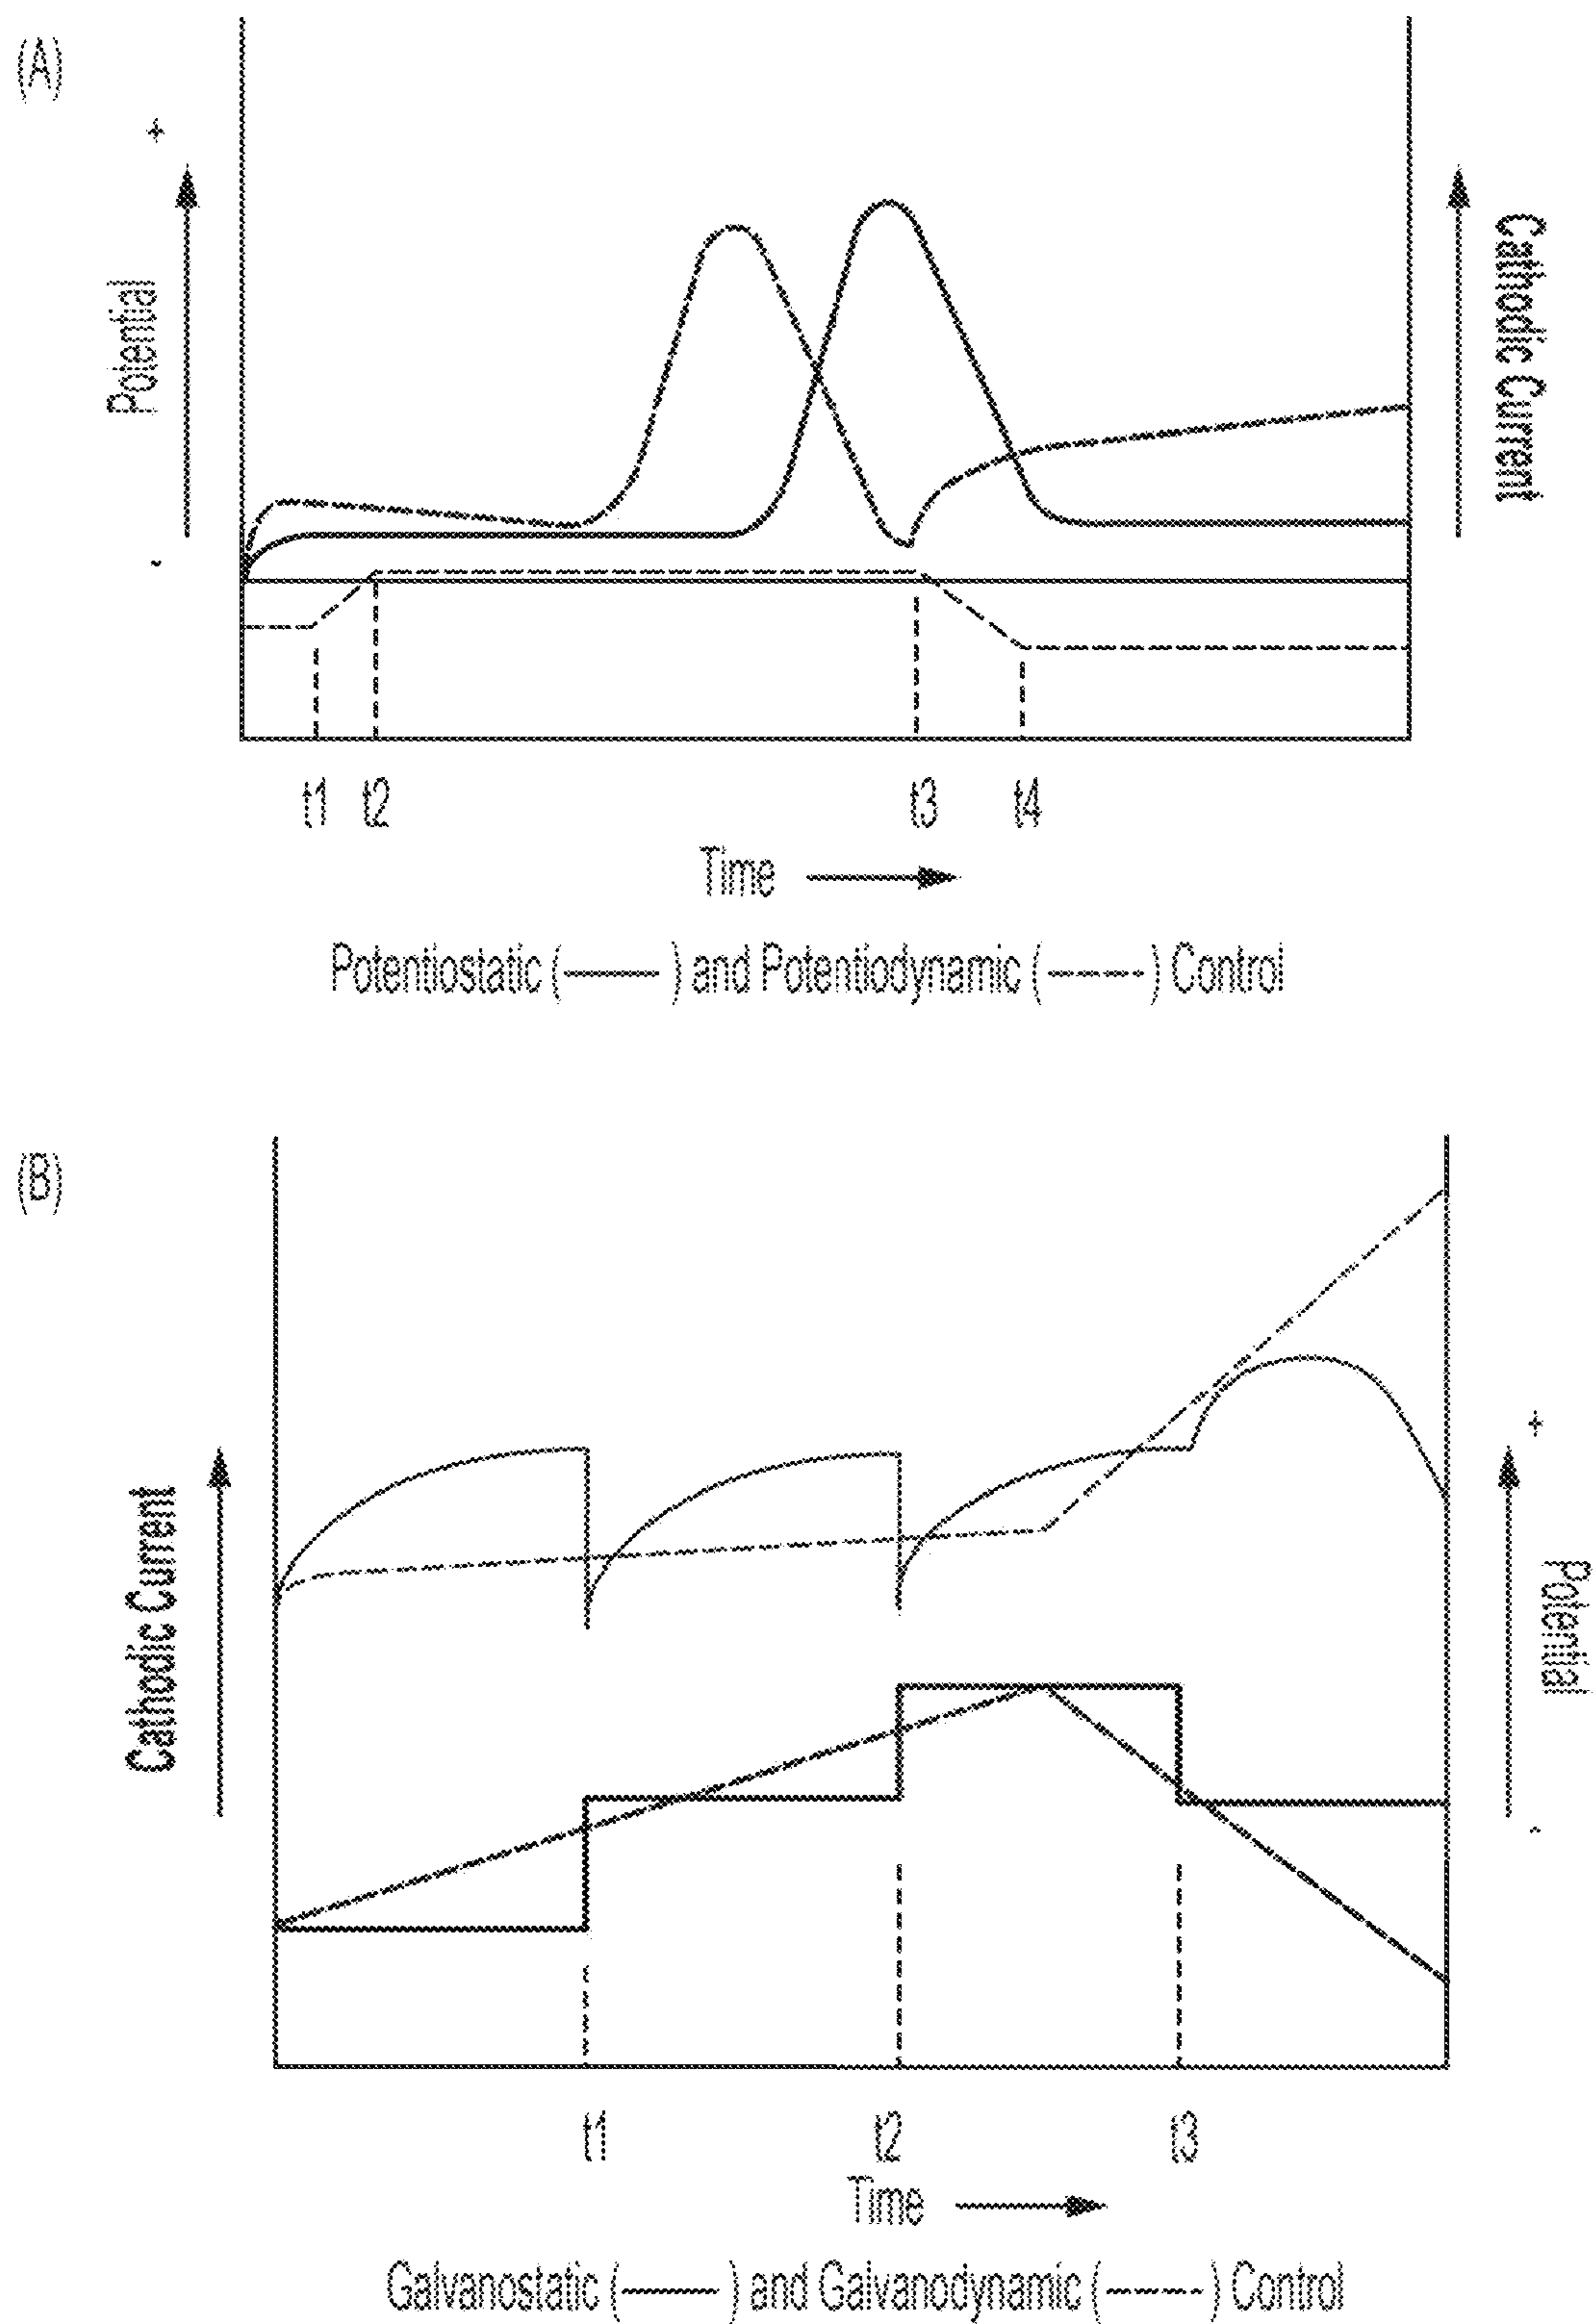 (A)
+
Potential
-
Cathodic Current
t1 t2 t3 t4
Time
Potentiostatic (——) and Potentiodynamic (------) Control
(B)
Cathodic Current
+
Potential
-
t1 t2 t3
Time
Galvanostatic (——) and Galvanodynamic (------) Control